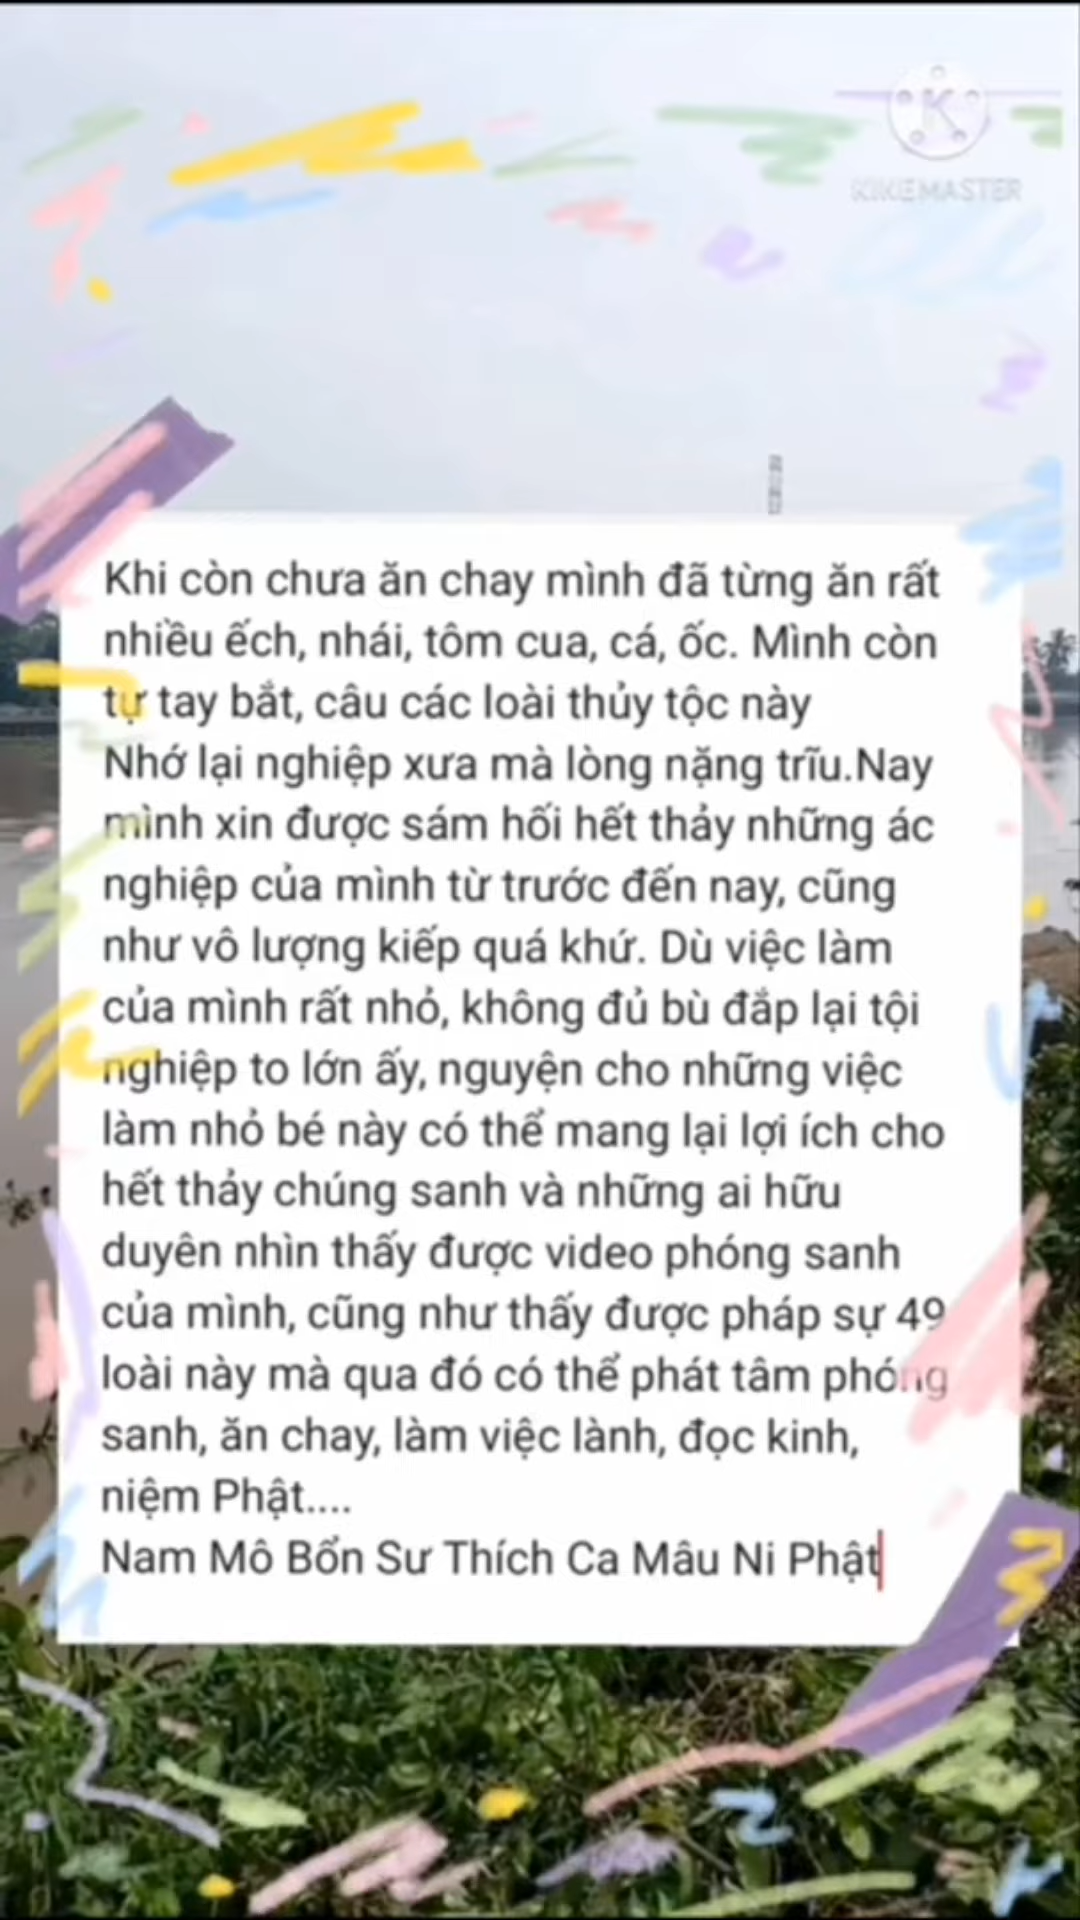 KINEMASTER
Khi còn chưa ăn chay mình đã từng ăn rất
nhiều ếch, nhái, tôm cua, cá, ốc. Mình còn
tự tay bắt, câu các loài thủy tộc này
Nhớ lại nghiệp xưa mà lòng nặng trĩu.Nay
mình xin được sám hối hết thảy những ác
nghiệp của mình từ trước đến nay, cũng
như vô lượng kiếp quá khứ. Dù việc làm
của mình rất nhỏ, không đủ bù đắp lại tội
nghiệp to lớn ấy, nguyện cho những việc
làm nhỏ bé này có thể mang lại lợi ích cho
hết thảy chúng sanh và những ai hữu
duyên nhìn thấy được video phóng sanh
của mình, cũng như thấy được pháp sự 49
loài này mà qua đó có thể phát tâm phóng
sanh, ăn chay, làm việc lành, đọc kinh,
niệm Phật....
Nam Mô Bổn Sư Thích Ca Mâu Ni Phật